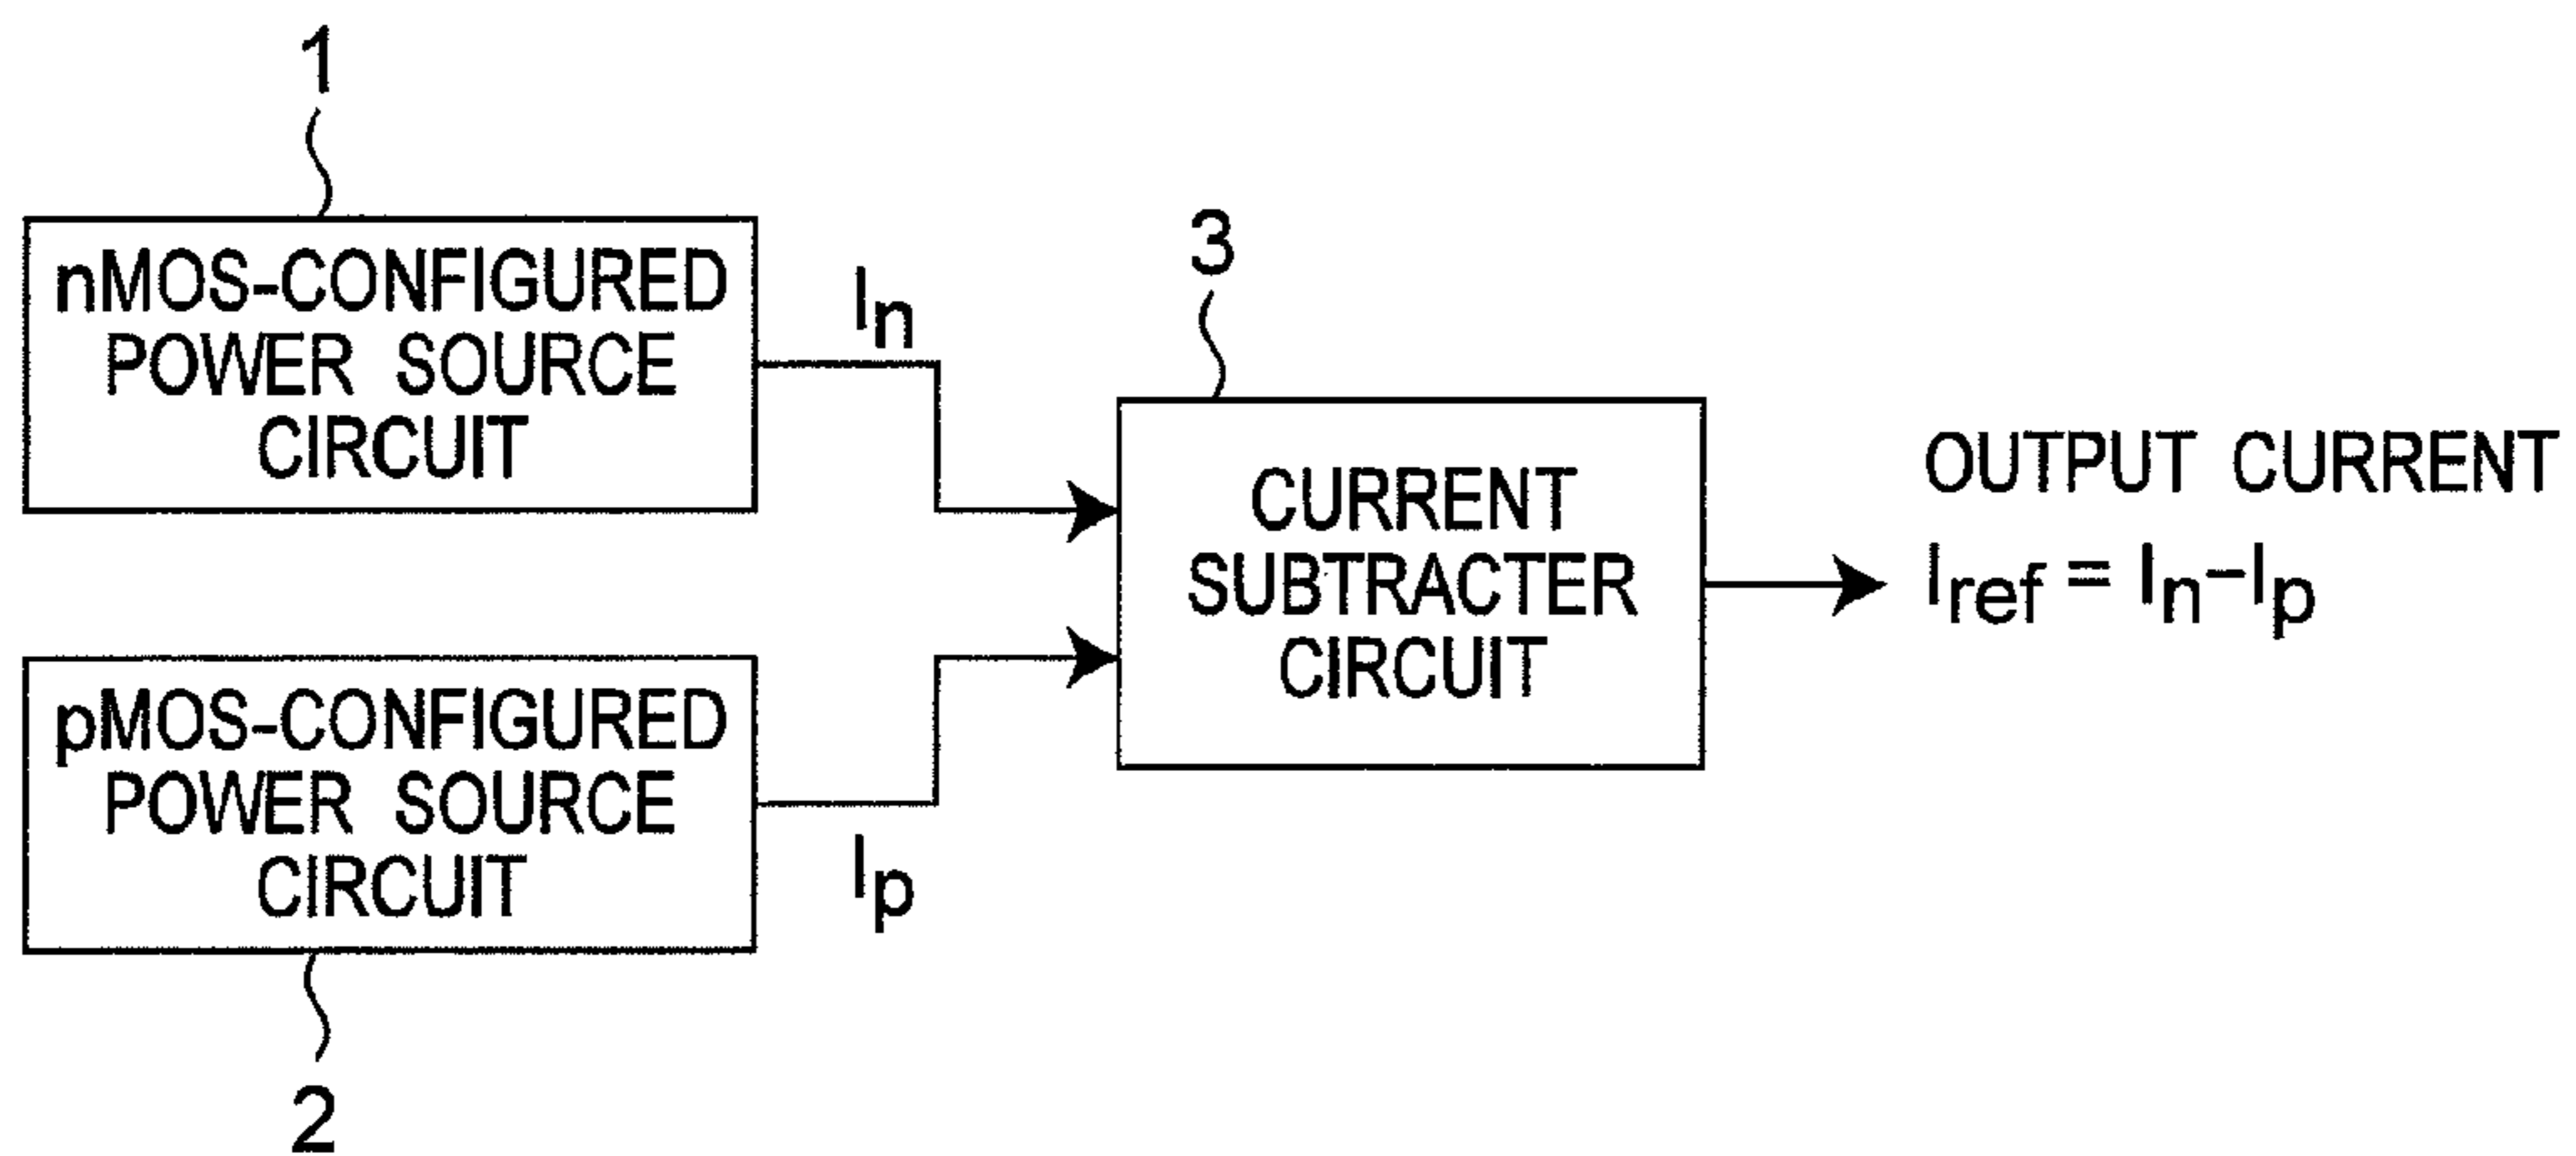 1
nMOS-CONFIGURED
POWER SOURCE
CIRCUIT
In
3
CURRENT
SUBTRACTER
CIRCUIT
OUTPUT CURRENT
Iref = In-Ip
pMOS-CONFIGURED
POWER SOURCE
CIRCUIT
Ip
2